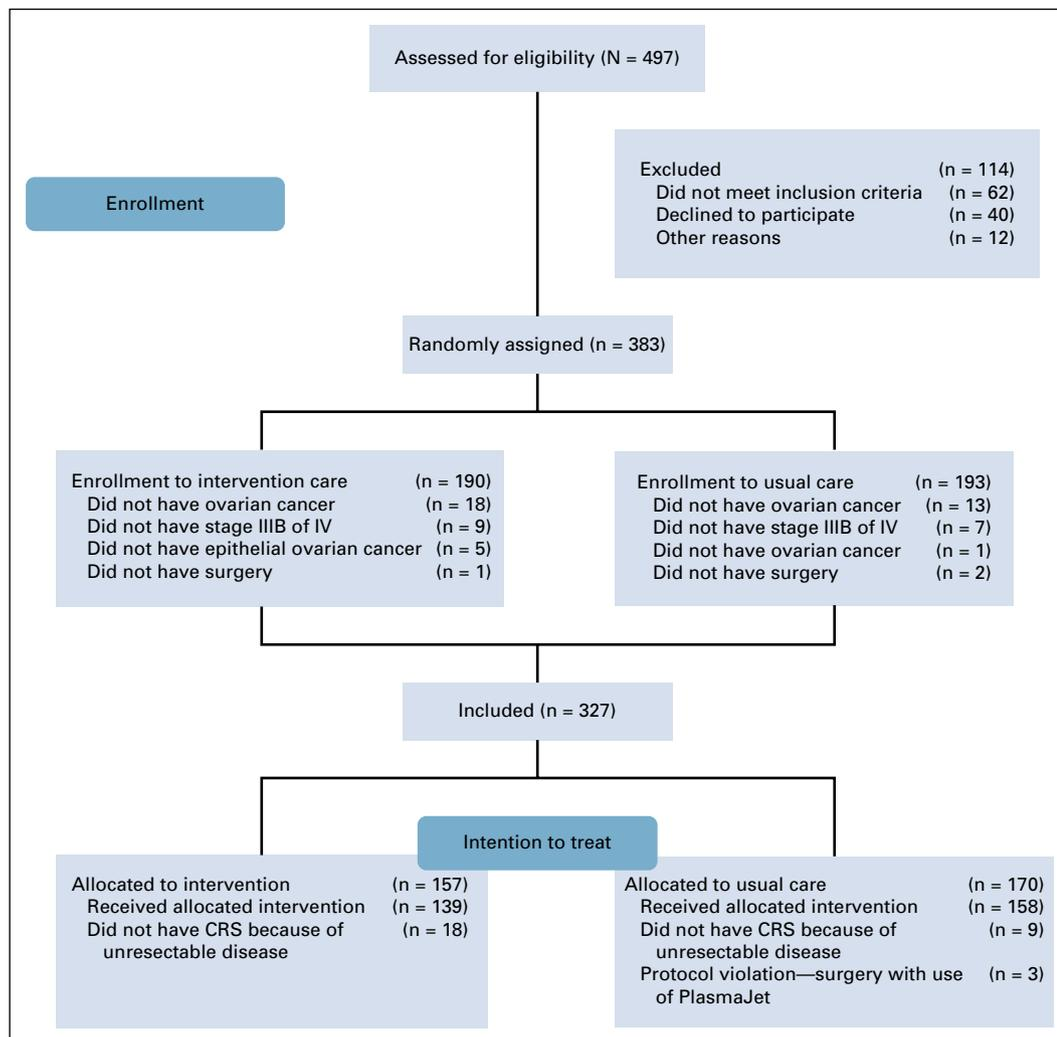 Assessed for eligibility (N = 497)
Excluded (n = 114)
Did not meet inclusion criteria (n = 62)
Declined to participate (n = 40)
Other reasons (n = 12)
Enrollment
Randomly assigned (n = 383)
Enrollment to intervention care (n = 190)
Did not have ovarian cancer (n = 18)
Did not have stage IIIB of IV (n = 9)
Did not have epithelial ovarian cancer (n = 5)
Did not have surgery (n = 1)
Enrollment to usual care (n = 193)
Did not have ovarian cancer (n = 13)
Did not have stage IIIB of IV (n = 7)
Did not have ovarian cancer (n = 1)
Did not have surgery (n = 2)
Included (n = 327)
Intention to treat
Allocated to intervention (n = 157)
Received allocated intervention (n = 139)
Did not have CRS because of (n = 18)
unresectable disease
Allocated to usual care (n = 170)
Received allocated intervention (n = 158)
Did not have CRS because of (n = 9)
unresectable disease
Protocol violation—surgery with use (n = 3)
of PlasmaJet